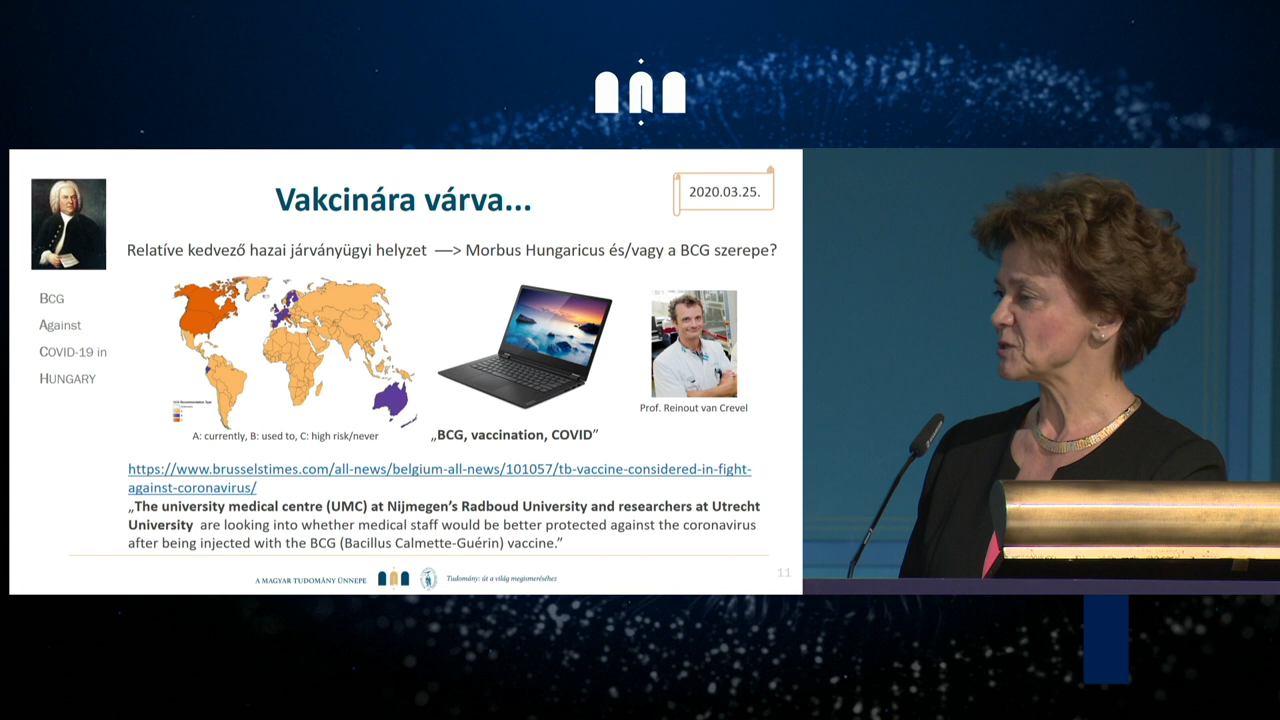 Vakcinára várva...
2020.03.25.
Relatíve kedvező hazai járványügyi helyzet —> Morbus Hungaricus és/vagy a BCG szerepe?
BCG
Against
COVID-19 in
HUNGARY
A: currently, B: used to, C: high risk/never
„BCG, vaccination, COVID”
Prof. Reinout van Crevel
https://www.brusselstimes.com/all-news/belgium-all-news/101057/tb-vaccine-considered-in-fight-
against-coronavirus/
„The university medical centre (UMC) at Nijmegen’s Radboud University and researchers at Utrecht
University are looking into whether medical staff would be better protected against the coronavirus
after being injected with the BCG (Bacillus Calmette-Guérin) vaccine.”
A MAGYAR TUDOMÁNY ÜNNEPE
Tudomány: út a világ megismeréséhez
11